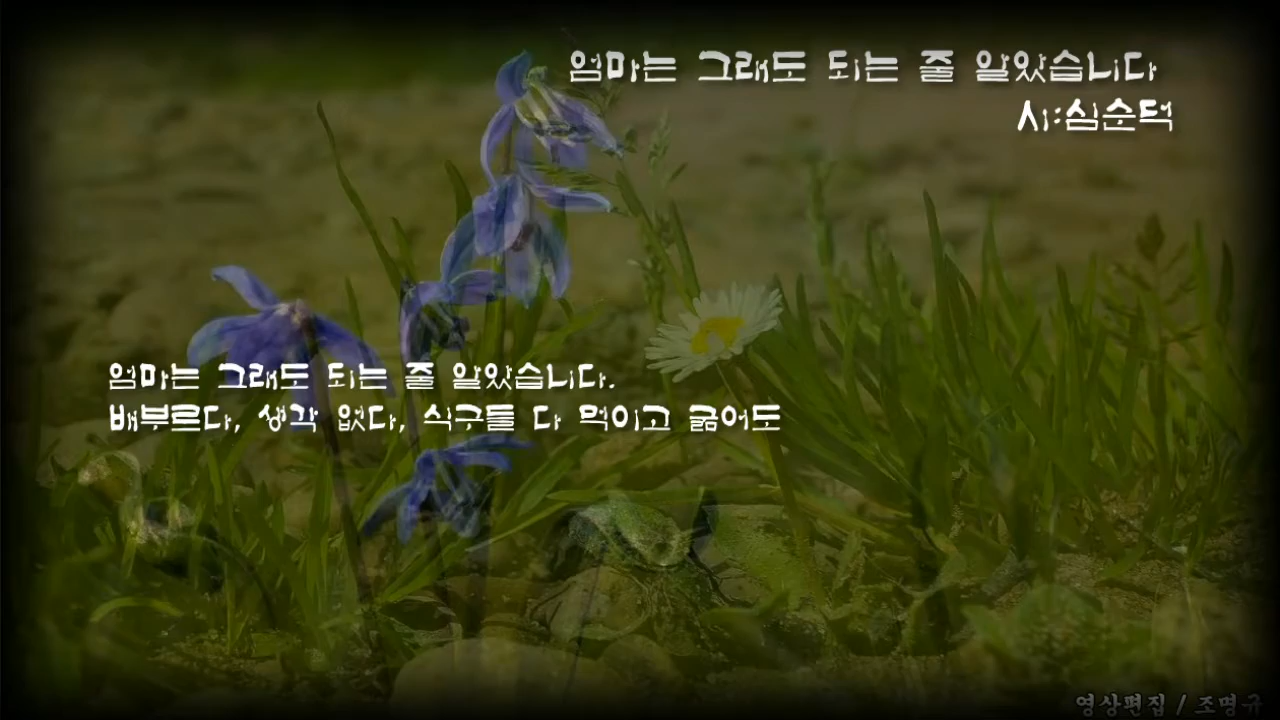 엄마는 그래도 되는 줄 알았습니다
시:심순덕
엄마는 그래도 되는 줄 알았습니다.
배부르다, 생각 없다, 식구들 다 먹이고 굶어도
영상편집 / 조명규